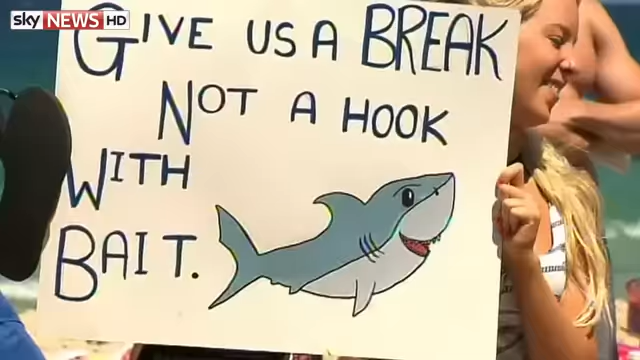 sky NEWS HD
GIVE US A BREAK
NOT A HOOK
WITH
BAIT.